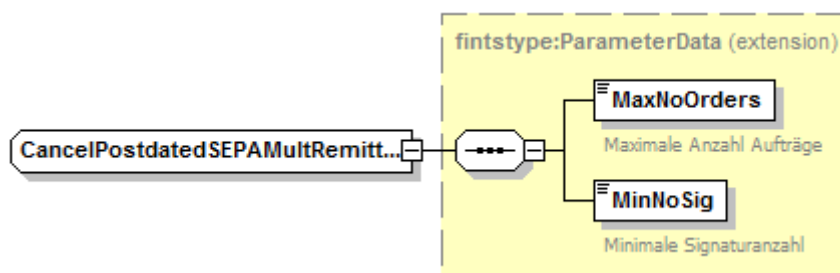 fintstype:ParameterData (extension)
MaxNoOrders
Maximale Anzahl Aufträge
CancelPostdatedSEPAMultRemitt...
MinNoSig
Minimale Signaturanzahl